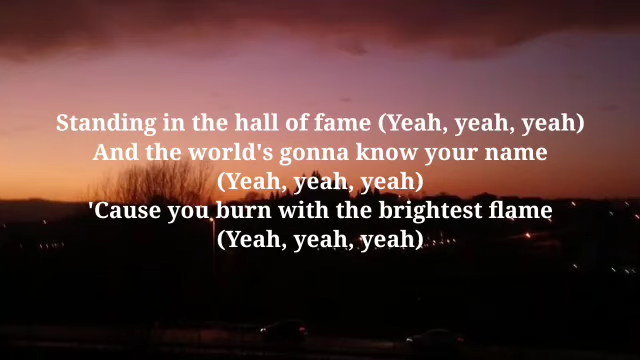 Standing in the hall of fame (Yeah, yeah, yeah)
And the world's gonna know your name
(Yeah, yeah, yeah)
'Cause you burn with the brightest flame
(Yeah, yeah, yeah)